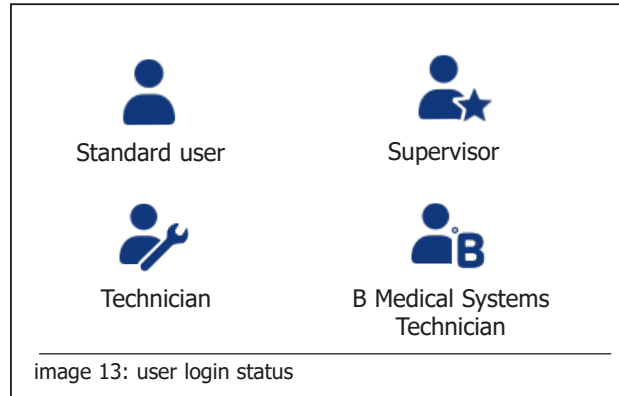 Standard user
Supervisor
Technician
B
B Medical Systems
Technician
image 13: user login status